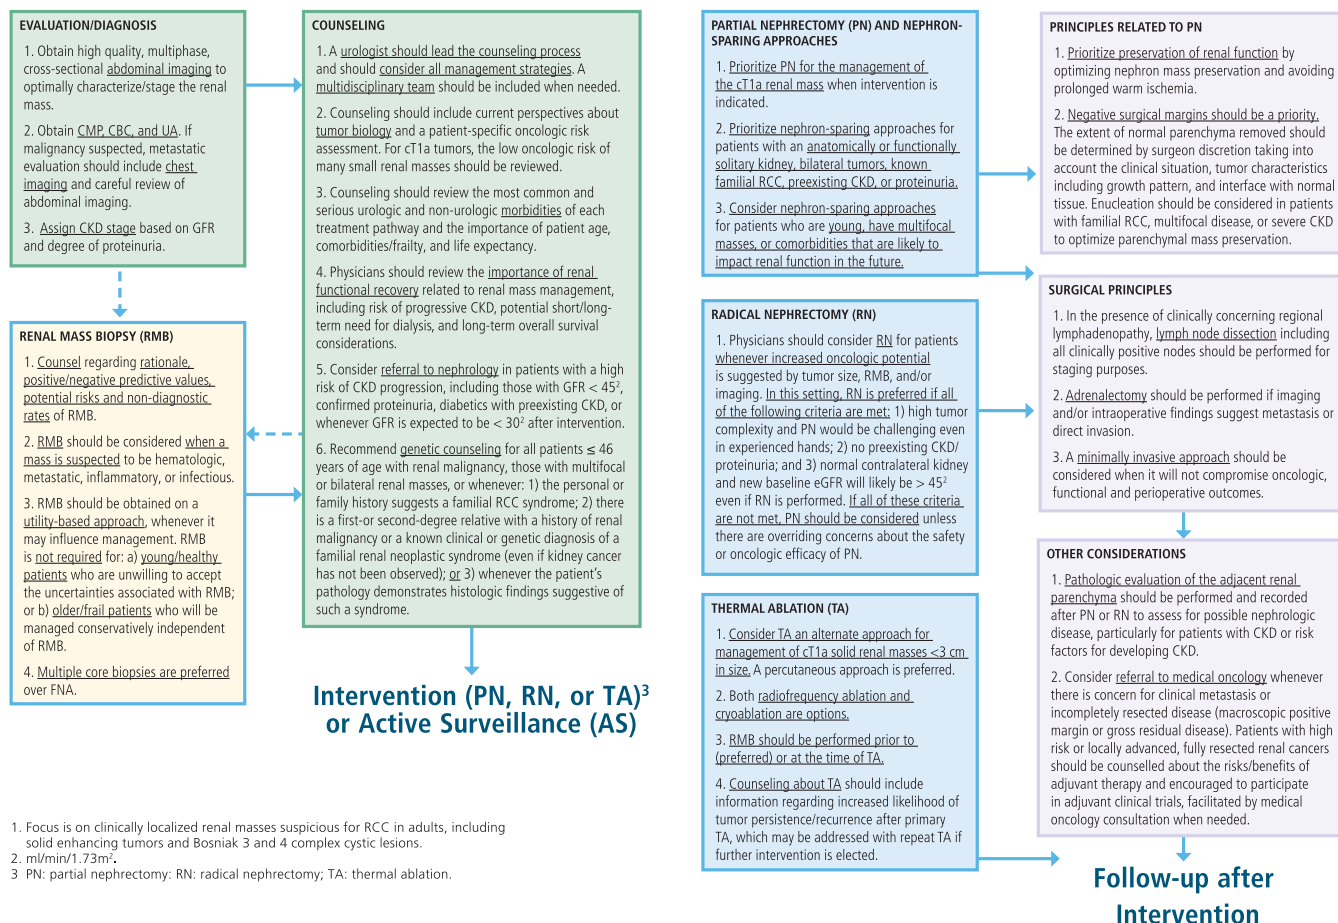 EVALUATION/DIAGNOSIS
1. Obtain high quality, multiphase,
cross-sectional abdominal imaging to
optimally characterize/stage the renal
mass.
2. Obtain CMP, CBC, and UA. If
malignancy suspected, metastatic
evaluation should include chest
imaging and careful review of
abdominal imaging.
3. Assign CKD stage based on GFR
and degree of proteinuria.
RENAL MASS BIOPSY (RMB)
1. Counsel regarding rationale,
positive/negative predictive values,
potential risks and non-diagnostic
rates of RMB.
2. RMB should be considered when a
mass is suspected to be hematologic,
metastatic, inflammatory, or infectious.
3. RMB should be obtained on a
utility-based approach, whenever it
may influence management. RMB
is not required for: a) young/healthy
patients who are unwilling to accept
the uncertainties associated with RMB;
or b) older/frail patients who will be
managed conservatively independent
of RMB.
4. Multiple core biopsies are preferred
over FNA.
COUNSELING
1. A urologist should lead the counseling process
and should consider all management strategies. A
multidisciplinary team should be included when needed.
2. Counseling should include current perspectives about
tumor biology and a patient-specific oncologic risk
assessment. For cT1a tumors, the low oncologic risk of
many small renal masses should be reviewed.
3. Counseling should review the most common and
serious urologic and non-urologic morbidities of each
treatment pathway and the importance of patient age,
comorbidities/frailty, and life expectancy.
4. Physicians should review the importance of renal
functional recovery related to renal mass management,
including risk of progressive CKD, potential short/long-
term need for dialysis, and long-term overall survival
considerations.
5. Consider referral to nephrology in patients with a high
risk of CKD progression, including those with GFR < 45²,
confirmed proteinuria, diabetics with preexisting CKD, or
whenever GFR is expected to be < 30² after intervention.
6. Recommend genetic counseling for all patients ≤ 46
years of age with renal malignancy, those with multifocal
or bilateral renal masses, or whenever: 1) the personal or
family history suggests a familial RCC syndrome; 2) there
is a first-or second-degree relative with a history of renal
malignancy or a known clinical or genetic diagnosis of a
familial renal neoplastic syndrome (even if kidney cancer
has not been observed); or 3) whenever the patient's
pathology demonstrates histologic findings suggestive of
such a syndrome.
Intervention (PN, RN, or TA)³
or Active Surveillance (AS)
1. Focus is on clinically localized renal masses suspicious for RCC in adults, including
solid enhancing tumors and Bosniak 3 and 4 complex cystic lesions.
2. ml/min/1.73m².
3 PN: partial nephrectomy: RN: radical nephrectomy; TA: thermal ablation.
PARTIAL NEPHRECTOMY (PN) AND NEPHRON-
SPARING APPROACHES
1. Prioritize PN for the management of
the cT1a renal mass when intervention is
indicated.
2. Prioritize nephron-sparing approaches for
patients with an anatomically or functionally
solitary kidney, bilateral tumors, known
familial RCC, preexisting CKD, or proteinuria.
3. Consider nephron-sparing approaches
for patients who are young, have multifocal
masses, or comorbidities that are likely to
impact renal function in the future.
RADICAL NEPHRECTOMY (RN)
1. Physicians should consider RN for patients
whenever increased oncologic potential
is suggested by tumor size, RMB, and/or
imaging. In this setting, RN is preferred if all
of the following criteria are met: 1) high tumor
complexity and PN would be challenging even
in experienced hands; 2) no preexisting CKD/
proteinuria; and 3) normal contralateral kidney
and new baseline eGFR will likely be > 45²
even if RN is performed. If all of these criteria
are not met, PN should be considered unless
there are overriding concerns about the safety
or oncologic efficacy of PN.
THERMAL ABLATION (TA)
1. Consider TA an alternate approach for
management of cT1a solid renal masses <3 cm
in size. A percutaneous approach is preferred.
2. Both radiofrequency ablation and
cryoablation are options.
3. RMB should be performed prior to
(preferred) or at the time of TA.
4. Counseling about TA should include
information regarding increased likelihood of
tumor persistence/recurrence after primary
TA, which may be addressed with repeat TA if
further intervention is elected.
PRINCIPLES RELATED TO PN
1. Prioritize preservation of renal function by
optimizing nephron mass preservation and avoiding
prolonged warm ischemia.
2. Negative surgical margins should be a priority.
The extent of normal parenchyma removed should
be determined by surgeon discretion taking into
account the clinical situation, tumor characteristics
including growth pattern, and interface with normal
tissue. Enucleation should be considered in patients
with familial RCC, multifocal disease, or severe CKD
to optimize parenchymal mass preservation.
SURGICAL PRINCIPLES
1. In the presence of clinically concerning regional
lymphadenopathy, lymph node dissection including
all clinically positive nodes should be performed for
staging purposes.
2. Adrenalectomy should be performed if imaging
and/or intraoperative findings suggest metastasis or
direct invasion.
3. A minimally invasive approach should be
considered when it will not compromise oncologic,
functional and perioperative outcomes.
OTHER CONSIDERATIONS
1. Pathologic evaluation of the adjacent renal
parenchyma should be performed and recorded
after PN or RN to assess for possible nephrologic
disease, particularly for patients with CKD or risk
factors for developing CKD.
2. Consider referral to medical oncology whenever
there is concern for clinical metastasis or
incompletely resected disease (macroscopic positive
margin or gross residual disease). Patients with high
risk or locally advanced, fully resected renal cancers
should be counselled about the risks/benefits of
adjuvant therapy and encouraged to participate
in adjuvant clinical trials, facilitated by medical
oncology consultation when needed.
Follow-up after
Intervention